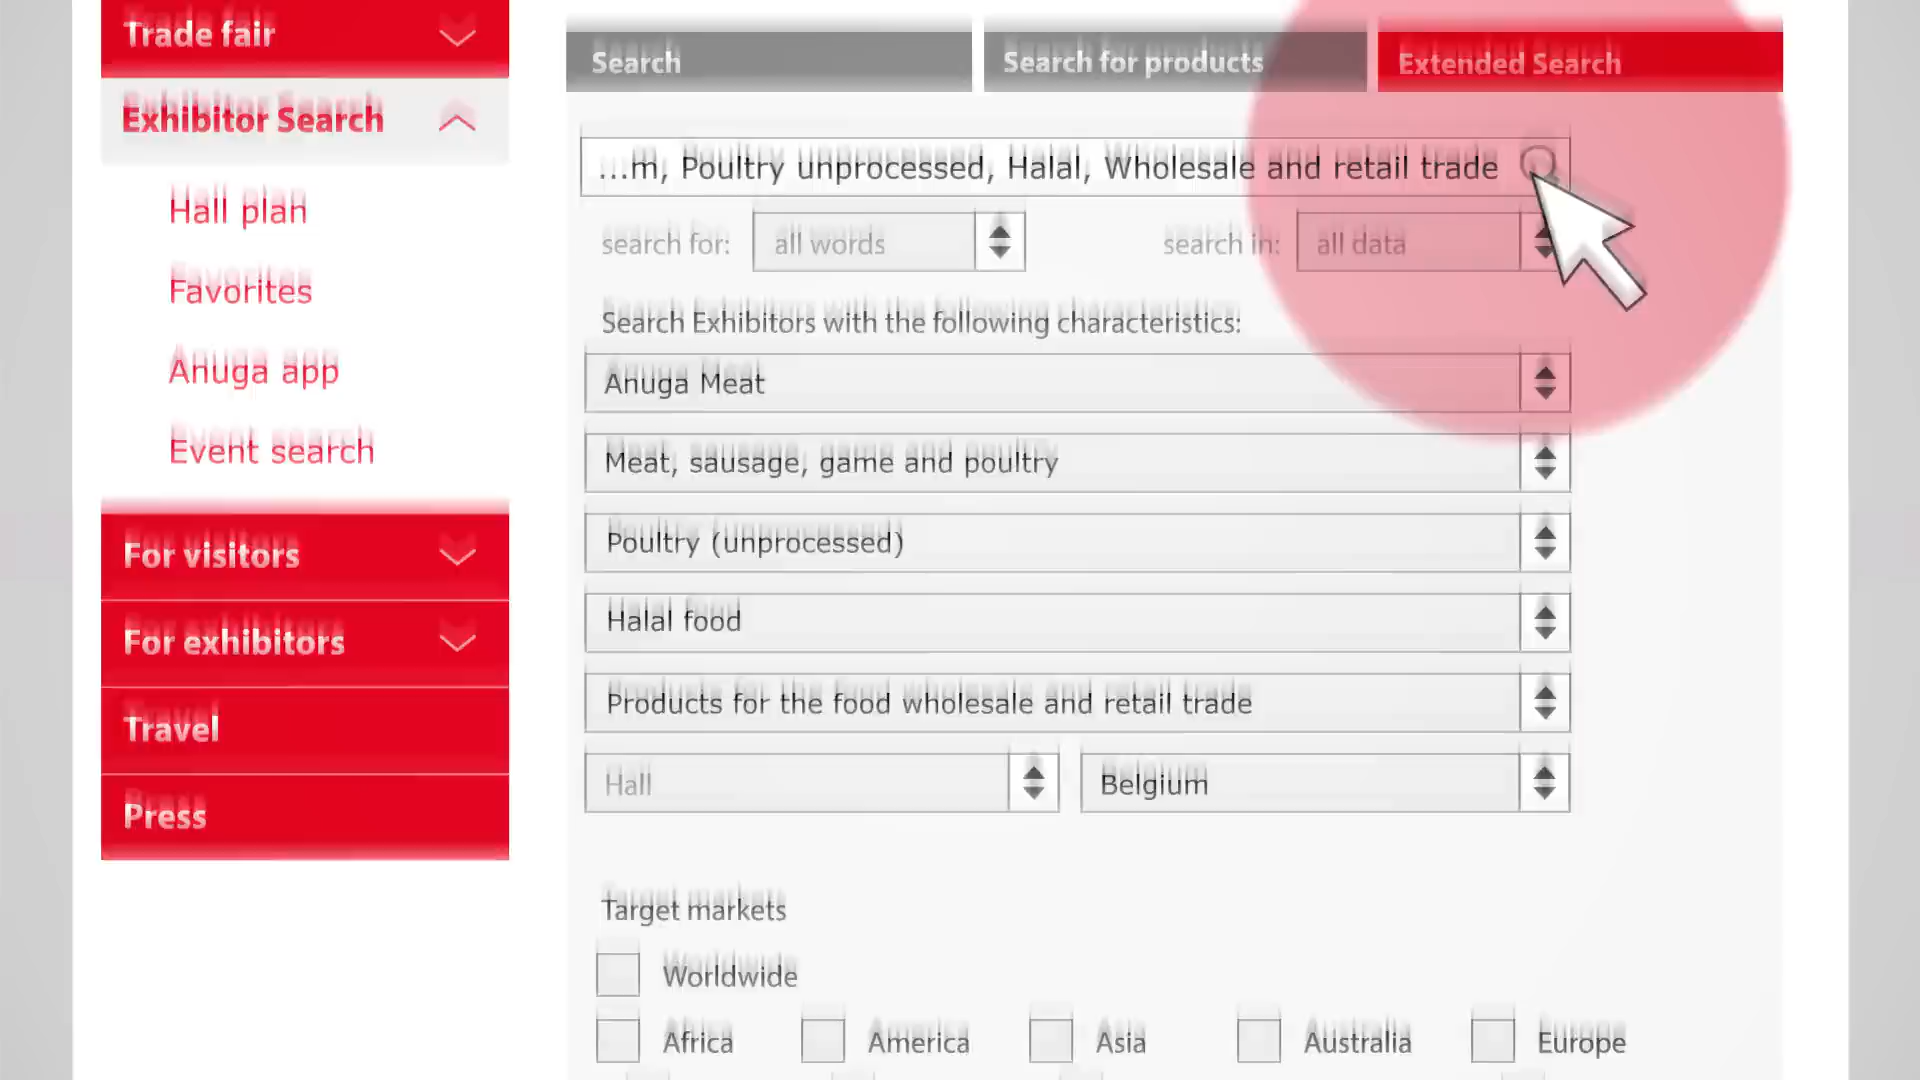 Trade fair
Exhibitor Search
Hall plan
Favorites
Anuga app
Event search
For visitors
For exhibitors
Travel
Press
Search
Search for products
Extended Search
...m, Poultry unprocessed, Halal, Wholesale and retail trade
search for: all words search in: all data
Search Exhibitors with the following characteristics:
Anuga Meat
Meat, sausage, game and poultry
Poultry (unprocessed)
Halal food
Products for the food wholesale and retail trade
Hall Belgium
Target markets
Worldwide
Africa America Asia Australia Europe